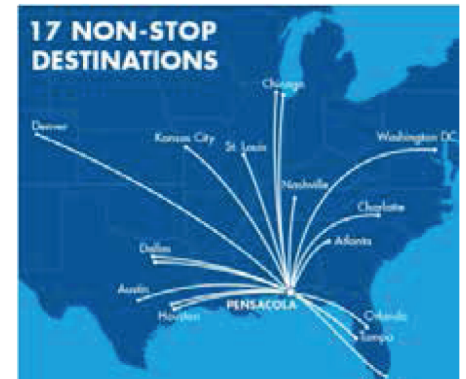 17 NON-STOP
DESTINATIONS
Chicago
Denver
Kansas City
Washington DC
St. Louis
Nashville
Charlotte
Atlanta
Dallas
Austin
PENSACOLA
Houston
Orlando
Tampa